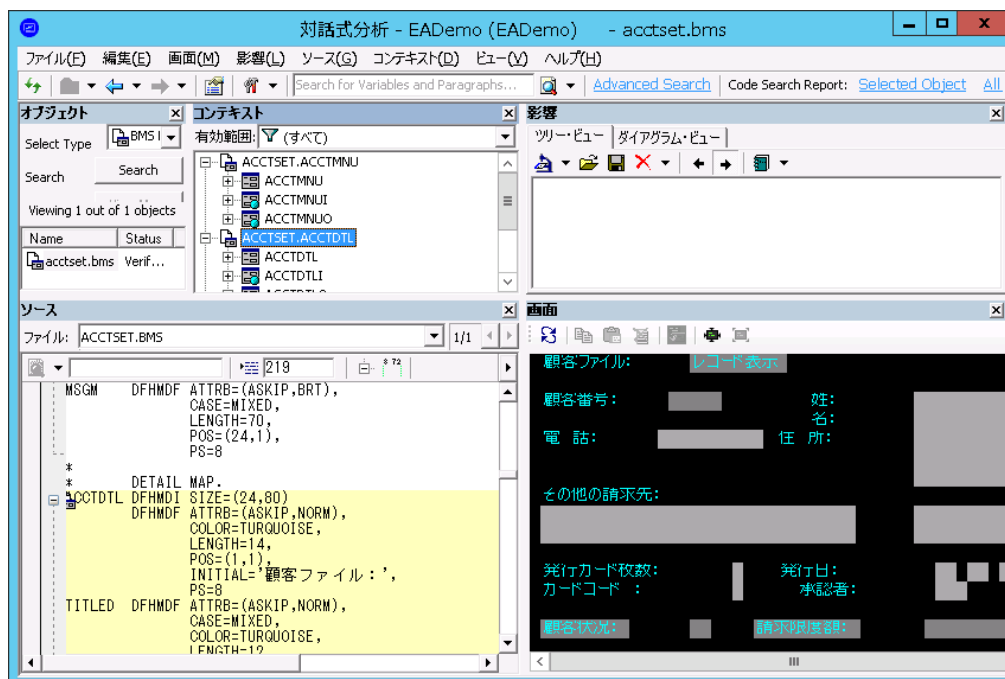 対話式分析 - EADemo (EADemo) - acctset.bms
ファイル(F) 編集(E) 画面(M) 影響(L) ソース(G) コンテキスト(D) ビュー(V) ヘルプ(H)
Search for Variables and Paragraphs... Advanced Search Code Search Report: Selected Object All
オブジェクト
Select Type BMS
Search Search
Viewing 1 out of 1 objects
Name Status
acctset.bms Verif...
コンテキスト
有効範囲: (すべて)
ACCTSET.ACCTMNU
ACCTMNU
ACCTMNUI
ACCTMNUO
ACCTSET.ACCTDTL
ACCTDTL
ACCTDTLI
影響
ツリー・ビュー ダイアグラム・ビュー
ソース
ファイル: ACCTSET.BMS 1/1
219 8 72
MSGM DFHMDF ATTRB=(ASKIP,BRT),
CASE=MIXED,
LENGTH=70,
POS=(24,1),
PS=8
*
* DETAIL MAP.
ACCTDTL DFHMDI SIZE=(24,80)
DFHMDF ATTRB=(ASKIP,NORM),
COLOR=TURQUOISE,
LENGTH=14,
POS=(1,1),
INITIAL='顧客ファイル:',
PS=8
TITLED DFHMDF ATTRB=(ASKIP,NORM),
CASE=MIXED,
COLOR=TURQUOISE,
LENGTH=12
画面
顧客ファイル: レコード表示
顧客番号: 姓:
名:
電 話: 住 所:
その他の請求先:
発行カード枚数: 発行日:
カードコード : 承認者:
顧客状況: 請求限度額: